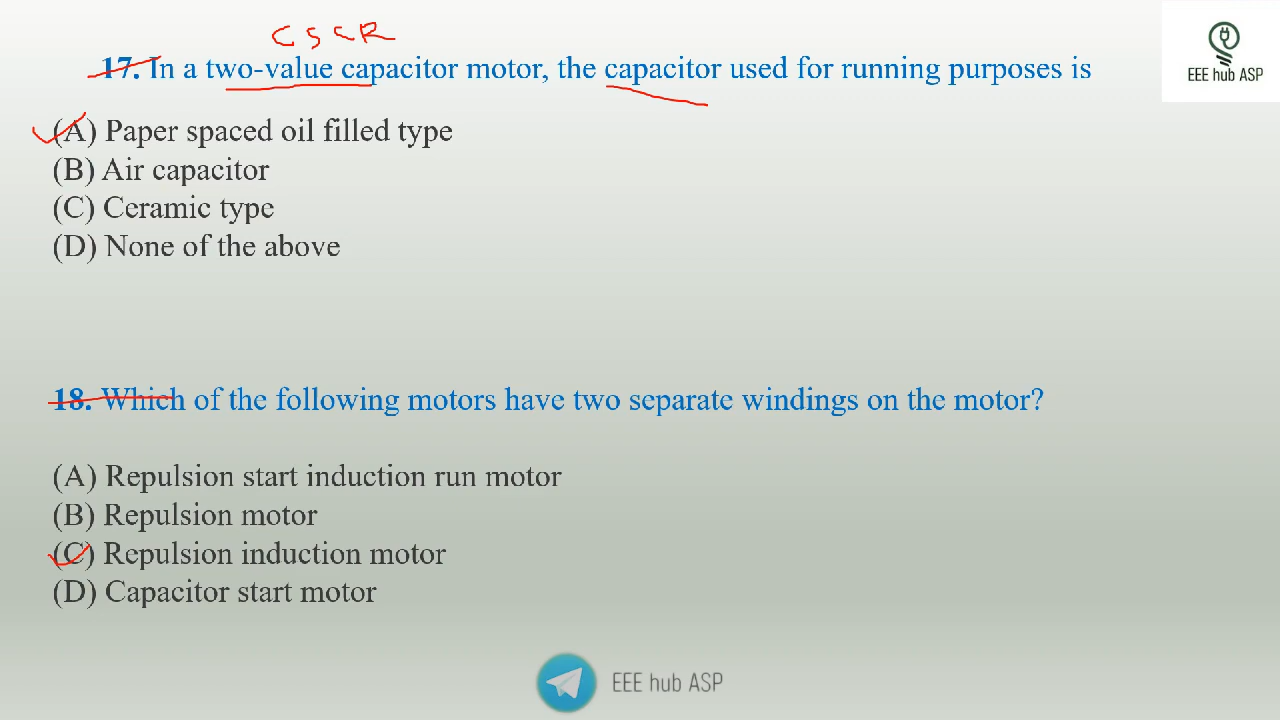 CSCR
17. In a two-value capacitor motor, the capacitor used for running purposes is
EEE hub ASP
(A) Paper spaced oil filled type
(B) Air capacitor
(C) Ceramic type
(D) None of the above
18. Which of the following motors have two separate windings on the motor?
(A) Repulsion start induction run motor
(B) Repulsion motor
(C) Repulsion induction motor
(D) Capacitor start motor
EEE hub ASP